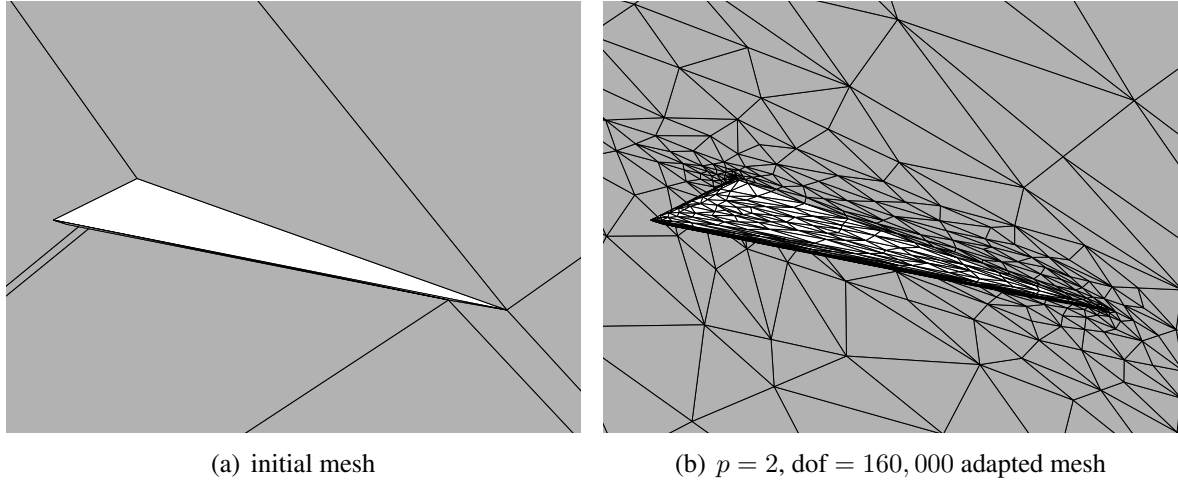 (a) initial mesh
(b) p = 2, dof = 160, 000 adapted mesh